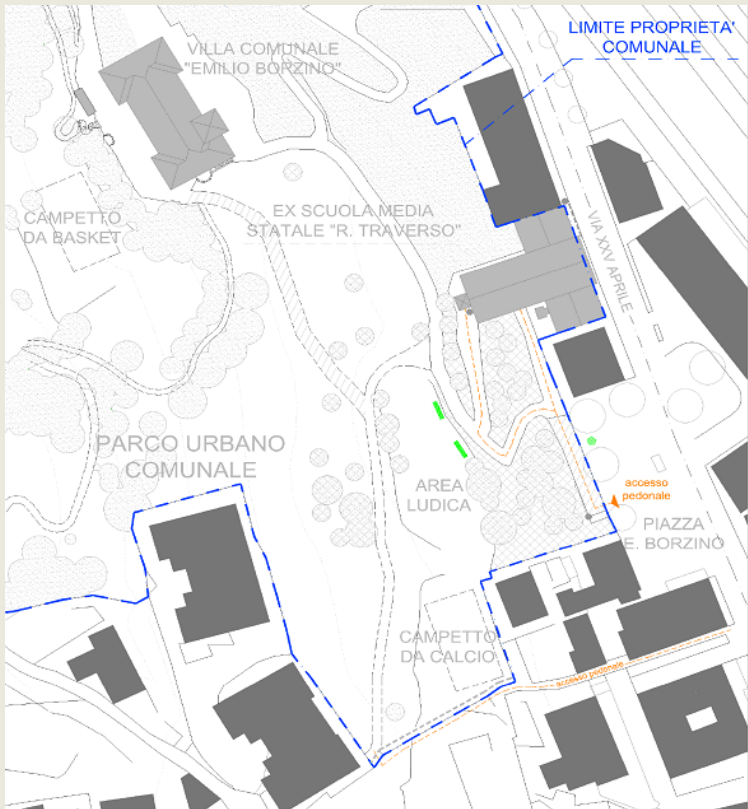 LIMITE PROPRIETA'
COMUNALE
VILLA COMUNALE
"EMILIO BORZINO"
CAMPETTO
DA BASKET
EX SCUOLA MEDIA
STATALE "R. TRAVERSO"
VIA XXV APRILE
PARCO URBANO
COMUNALE
AREA
LUDICA
accesso
pedonale
PIAZZA
E. BORZINO
CAMPETTO
DA CALCIO
accesso pedonale